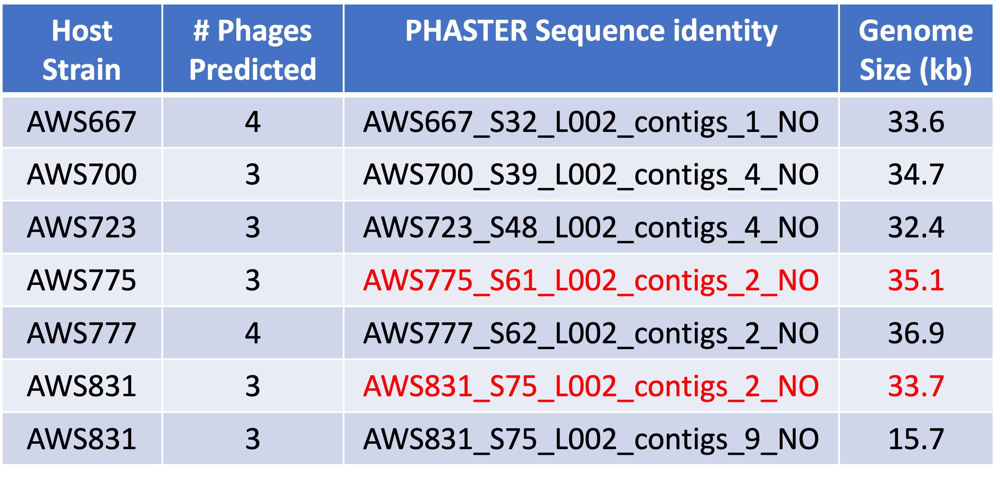 Host Strain # Phages Predicted PHASTER Sequence identity Genome Size (kb)
AWS667 4 AWS667_S32_L002_contigs_1_NO 33.6
AWS700 3 AWS700_S39_L002_contigs_4_NO 34.7
AWS723 3 AWS723_S48_L002_contigs_4_NO 32.4
AWS775 3 AWS775_S61_L002_contigs_2_NO 35.1
AWS777 4 AWS777_S62_L002_contigs_2_NO 36.9
AWS831 3 AWS831_S75_L002_contigs_2_NO 33.7
AWS831 3 AWS831_S75_L002_contigs_9_NO 15.7